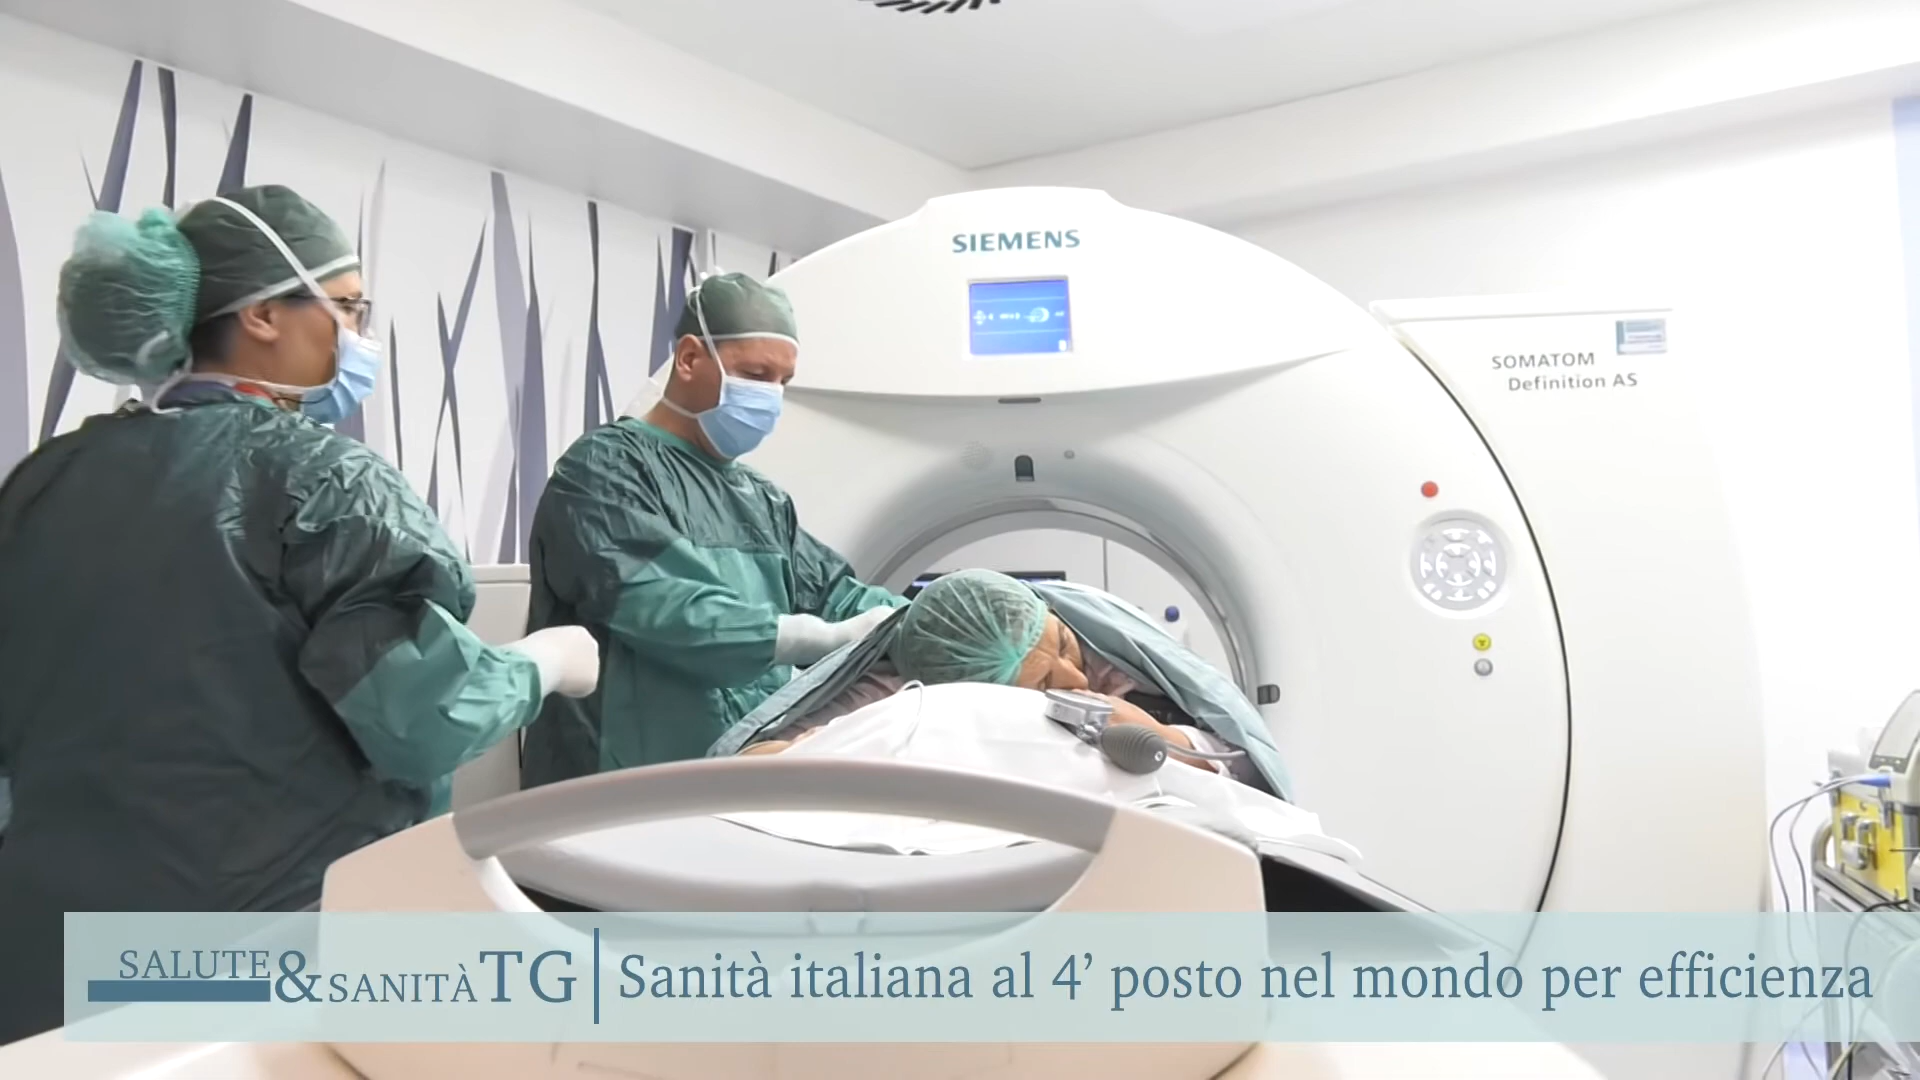 SIEMENS
SOMATOM
Definition AS
SALUTE&SANITÀTG
Sanità italiana al 4’ posto nel mondo per efficienza